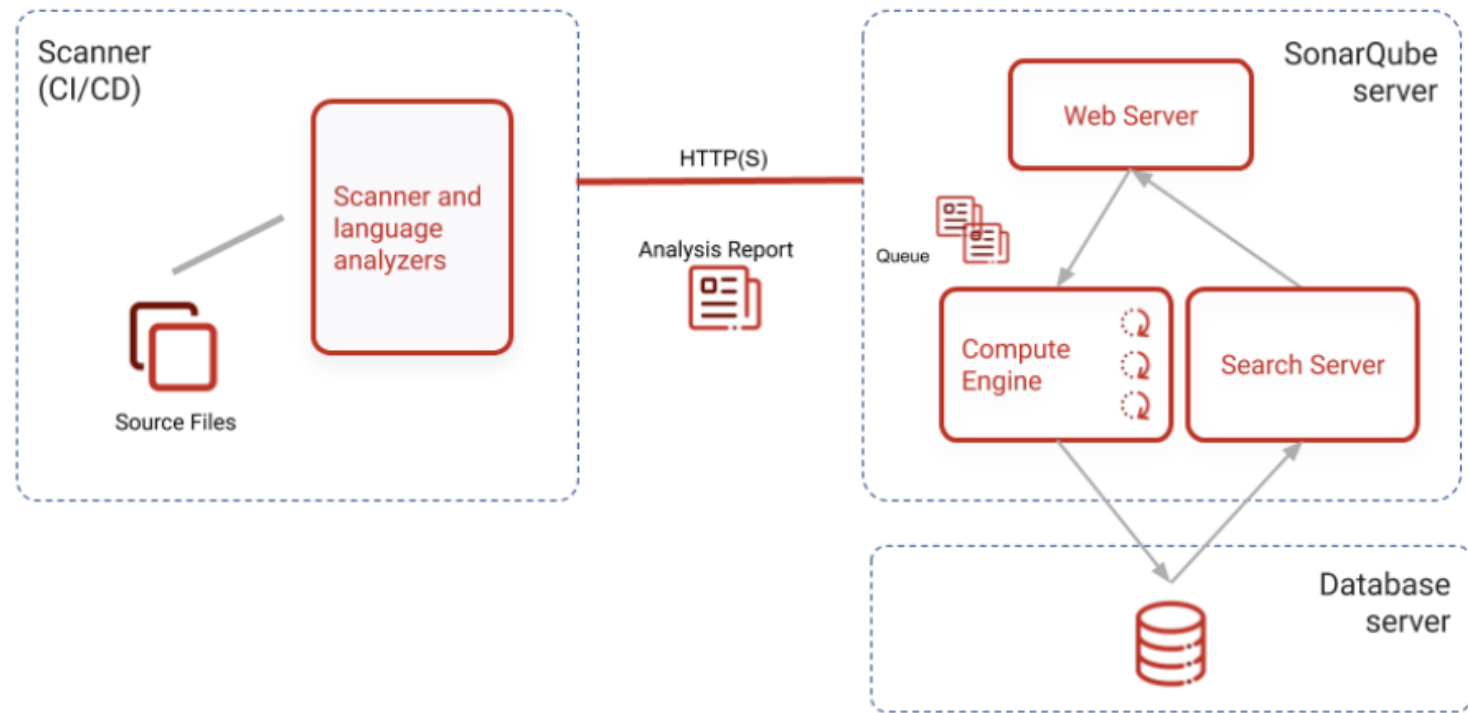 Scanner
(CI/CD)
Scanner and
language
analyzers
Source Files
HTTP(S)
Analysis Report
SonarQube
server
Web Server
Queue
Compute
Engine
Search Server
Database
server